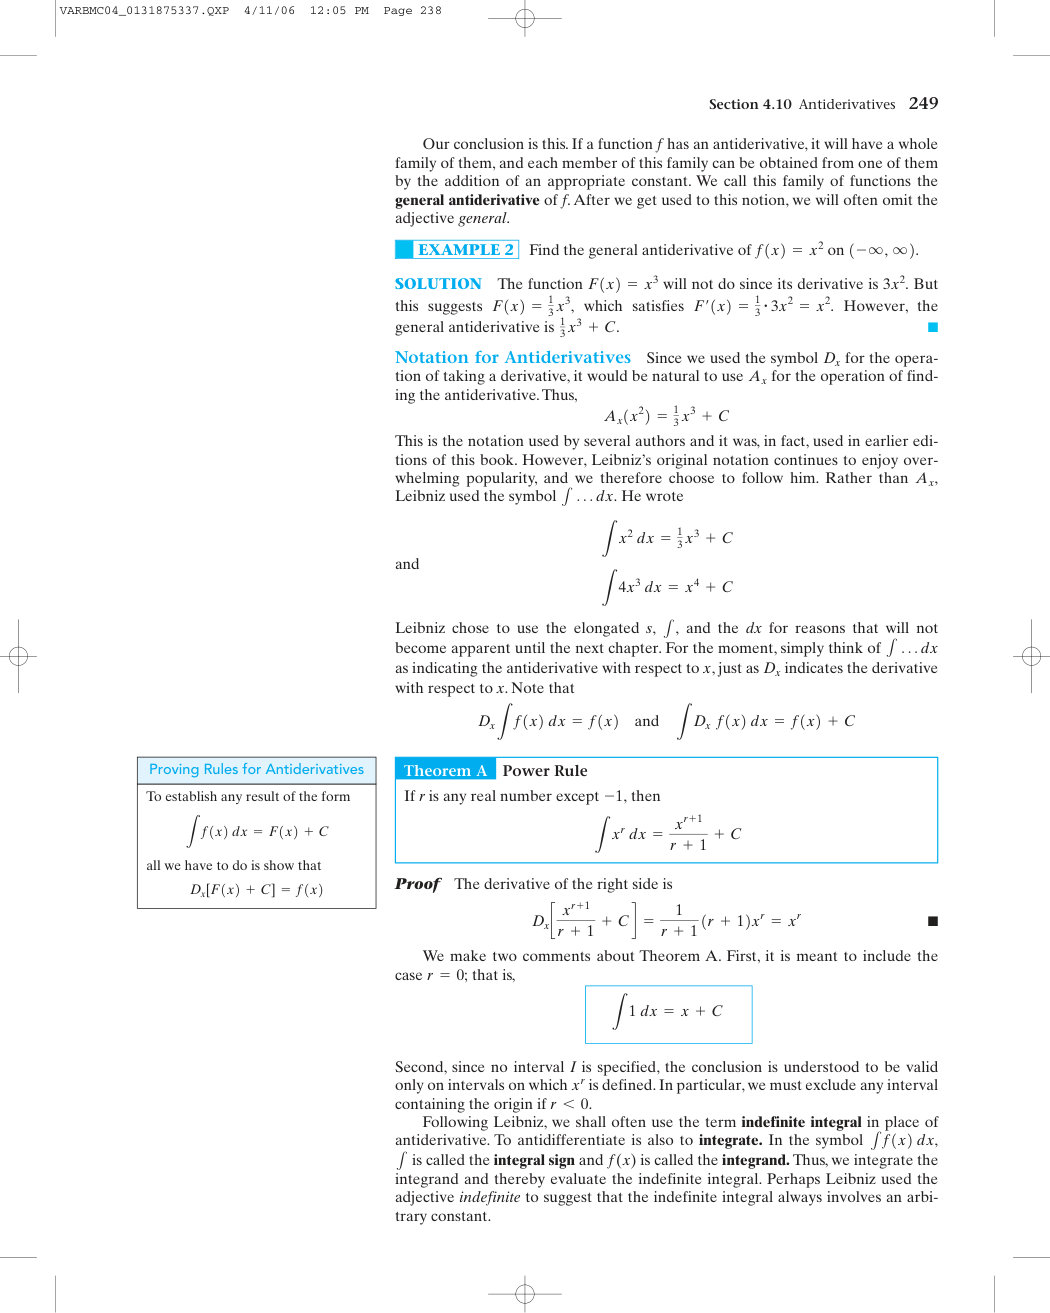 VARBMC04_0131875337.QXP 4/11/06 12:05 PM Page 238
Section 4.10 Antiderivatives 249
Our conclusion is this. If a function f has an antiderivative, it will have a whole
family of them, and each member of this family can be obtained from one of them
by the addition of an appropriate constant. We call this family of functions the
general antiderivative of f. After we get used to this notion, we will often omit the
adjective general.
EXAMPLE 2 Find the general antiderivative of f(x) = x² on (−∞, ∞).
SOLUTION The function F(x) = x³ will not do since its derivative is 3x². But
this suggests F(x) = ⅓x³, which satisfies F′(x) = ⅓ · 3x² = x². However, the
general antiderivative is ⅓x³ + C.
Notation for Antiderivatives Since we used the symbol Dₓ for the opera-
tion of taking a derivative, it would be natural to use Aₓ for the operation of find-
ing the antiderivative. Thus,
Aₓ(x²) = ⅓x³ + C
This is the notation used by several authors and it was, in fact, used in earlier edi-
tions of this book. However, Leibniz’s original notation continues to enjoy over-
whelming popularity, and we therefore choose to follow him. Rather than Aₓ,
Leibniz used the symbol ∫ ... dx. He wrote
∫ x² dx = ⅓x³ + C
and
∫ 4x³ dx = x⁴ + C
Leibniz chose to use the elongated s, ∫, and the dx for reasons that will not
become apparent until the next chapter. For the moment, simply think of ∫ ... dx
as indicating the antiderivative with respect to x, just as Dₓ indicates the derivative
with respect to x. Note that
Dₓ ∫ f(x) dx = f(x) and ∫ Dₓ f(x) dx = f(x) + C
Proving Rules for Antiderivatives
To establish any result of the form
∫ f(x) dx = F(x) + C
all we have to do is show that
Dₓ[F(x) + C] = f(x)
Theorem A Power Rule
If r is any real number except −1, then
∫ xʳ dx = xʳ⁺¹/(r + 1) + C
Proof The derivative of the right side is
Dₓ[xʳ⁺¹/(r + 1) + C] = 1/(r + 1) (r + 1)xʳ = xʳ
We make two comments about Theorem A. First, it is meant to include the
case r = 0; that is,
∫ 1 dx = x + C
Second, since no interval I is specified, the conclusion is understood to be valid
only on intervals on which xʳ is defined. In particular, we must exclude any interval
containing the origin if r < 0.
Following Leibniz, we shall often use the term indefinite integral in place of
antiderivative. To antidifferentiate is also to integrate. In the symbol ∫ f(x) dx,
∫ is called the integral sign and f(x) is called the integrand. Thus, we integrate the
integrand and thereby evaluate the indefinite integral. Perhaps Leibniz used the
adjective indefinite to suggest that the indefinite integral always involves an arbi-
trary constant.